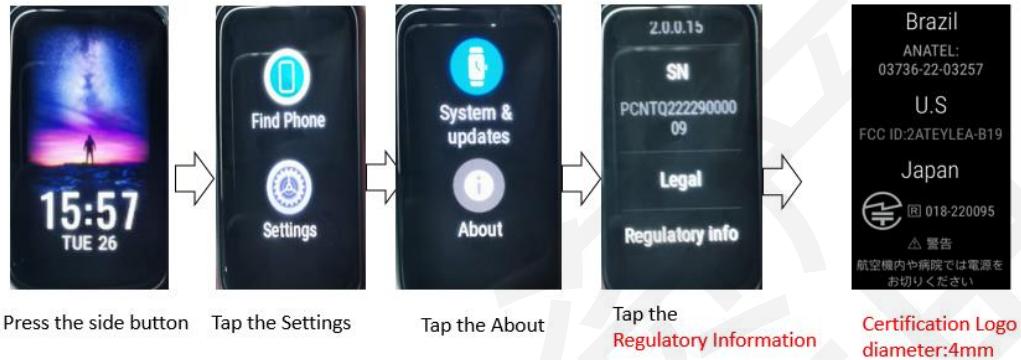 15:57
TUE 26
Find Phone
Settings
System &
updates
About
2.0.0.15
SN
PCNTQ222290000
09
Legal
Regulatory info
Brazil
ANATEL:
03736-22-03257
U.S
FCC ID:2ATEYLEA-B19
Japan
R 018-220095
⚠ 警告
航空機内や病院では電源を
お切りください
Press the side button
Tap the Settings
Tap the About
Tap the
Regulatory Information
Certification Logo
diameter:4mm